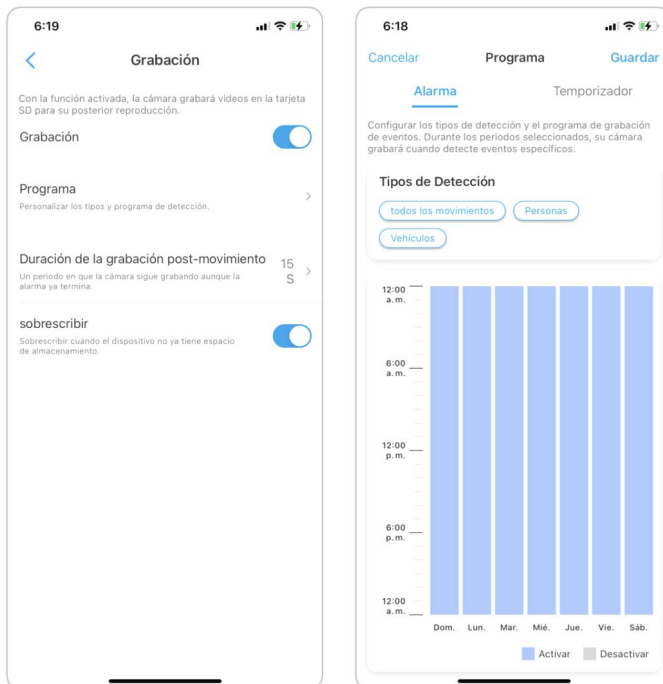 6:19
Grabación
Con la función activada, la cámara grabará videos en la tarjeta
SD para su posterior reproducción.
Grabación
Programa
Personalizar los tipos y programa de detección.
Duración de la grabación post-movimiento
15
S
Un periodo en que la cámara sigue grabando aunque la
alarma ya termina.
sobrescribir
Sobrescribir cuando el dispositivo no ya tiene espacio
de almacenamiento.
6:18
Cancelar Programa Guardar
Alarma Temporizador
Configurar los tipos de detección y el programa de grabación
de eventos. Durante los periodos seleccionados, su cámara
grabará cuando detecte eventos específicos.
Tipos de Detección
todos los movimientos Personas
Vehículos
12:00
a.m.
6:00
a.m.
12:00
p.m.
6:00
p.m.
12:00
a.m.
Dom. Lun. Mar. Mié. Jue. Vie. Sáb.
Activar Desactivar